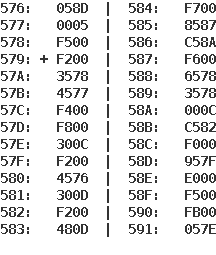 576:   058D  |  584:   F700
577:   0005  |  585:   8587
578:   F500  |  586:   C58A
579: + F200  |  587:   F600
57A:   3578  |  588:   6578
57B:   4577  |  589:   3578
57C:   F400  |  58A:   000C
57D:   F800  |  58B:   C582
57E:   300C  |  58C:   F000
57F:   F200  |  58D:   957F
580:   4576  |  58E:   E000
581:   300D  |  58F:   F500
582:   F200  |  590:   FB00
583:   480D  |  591:   057E